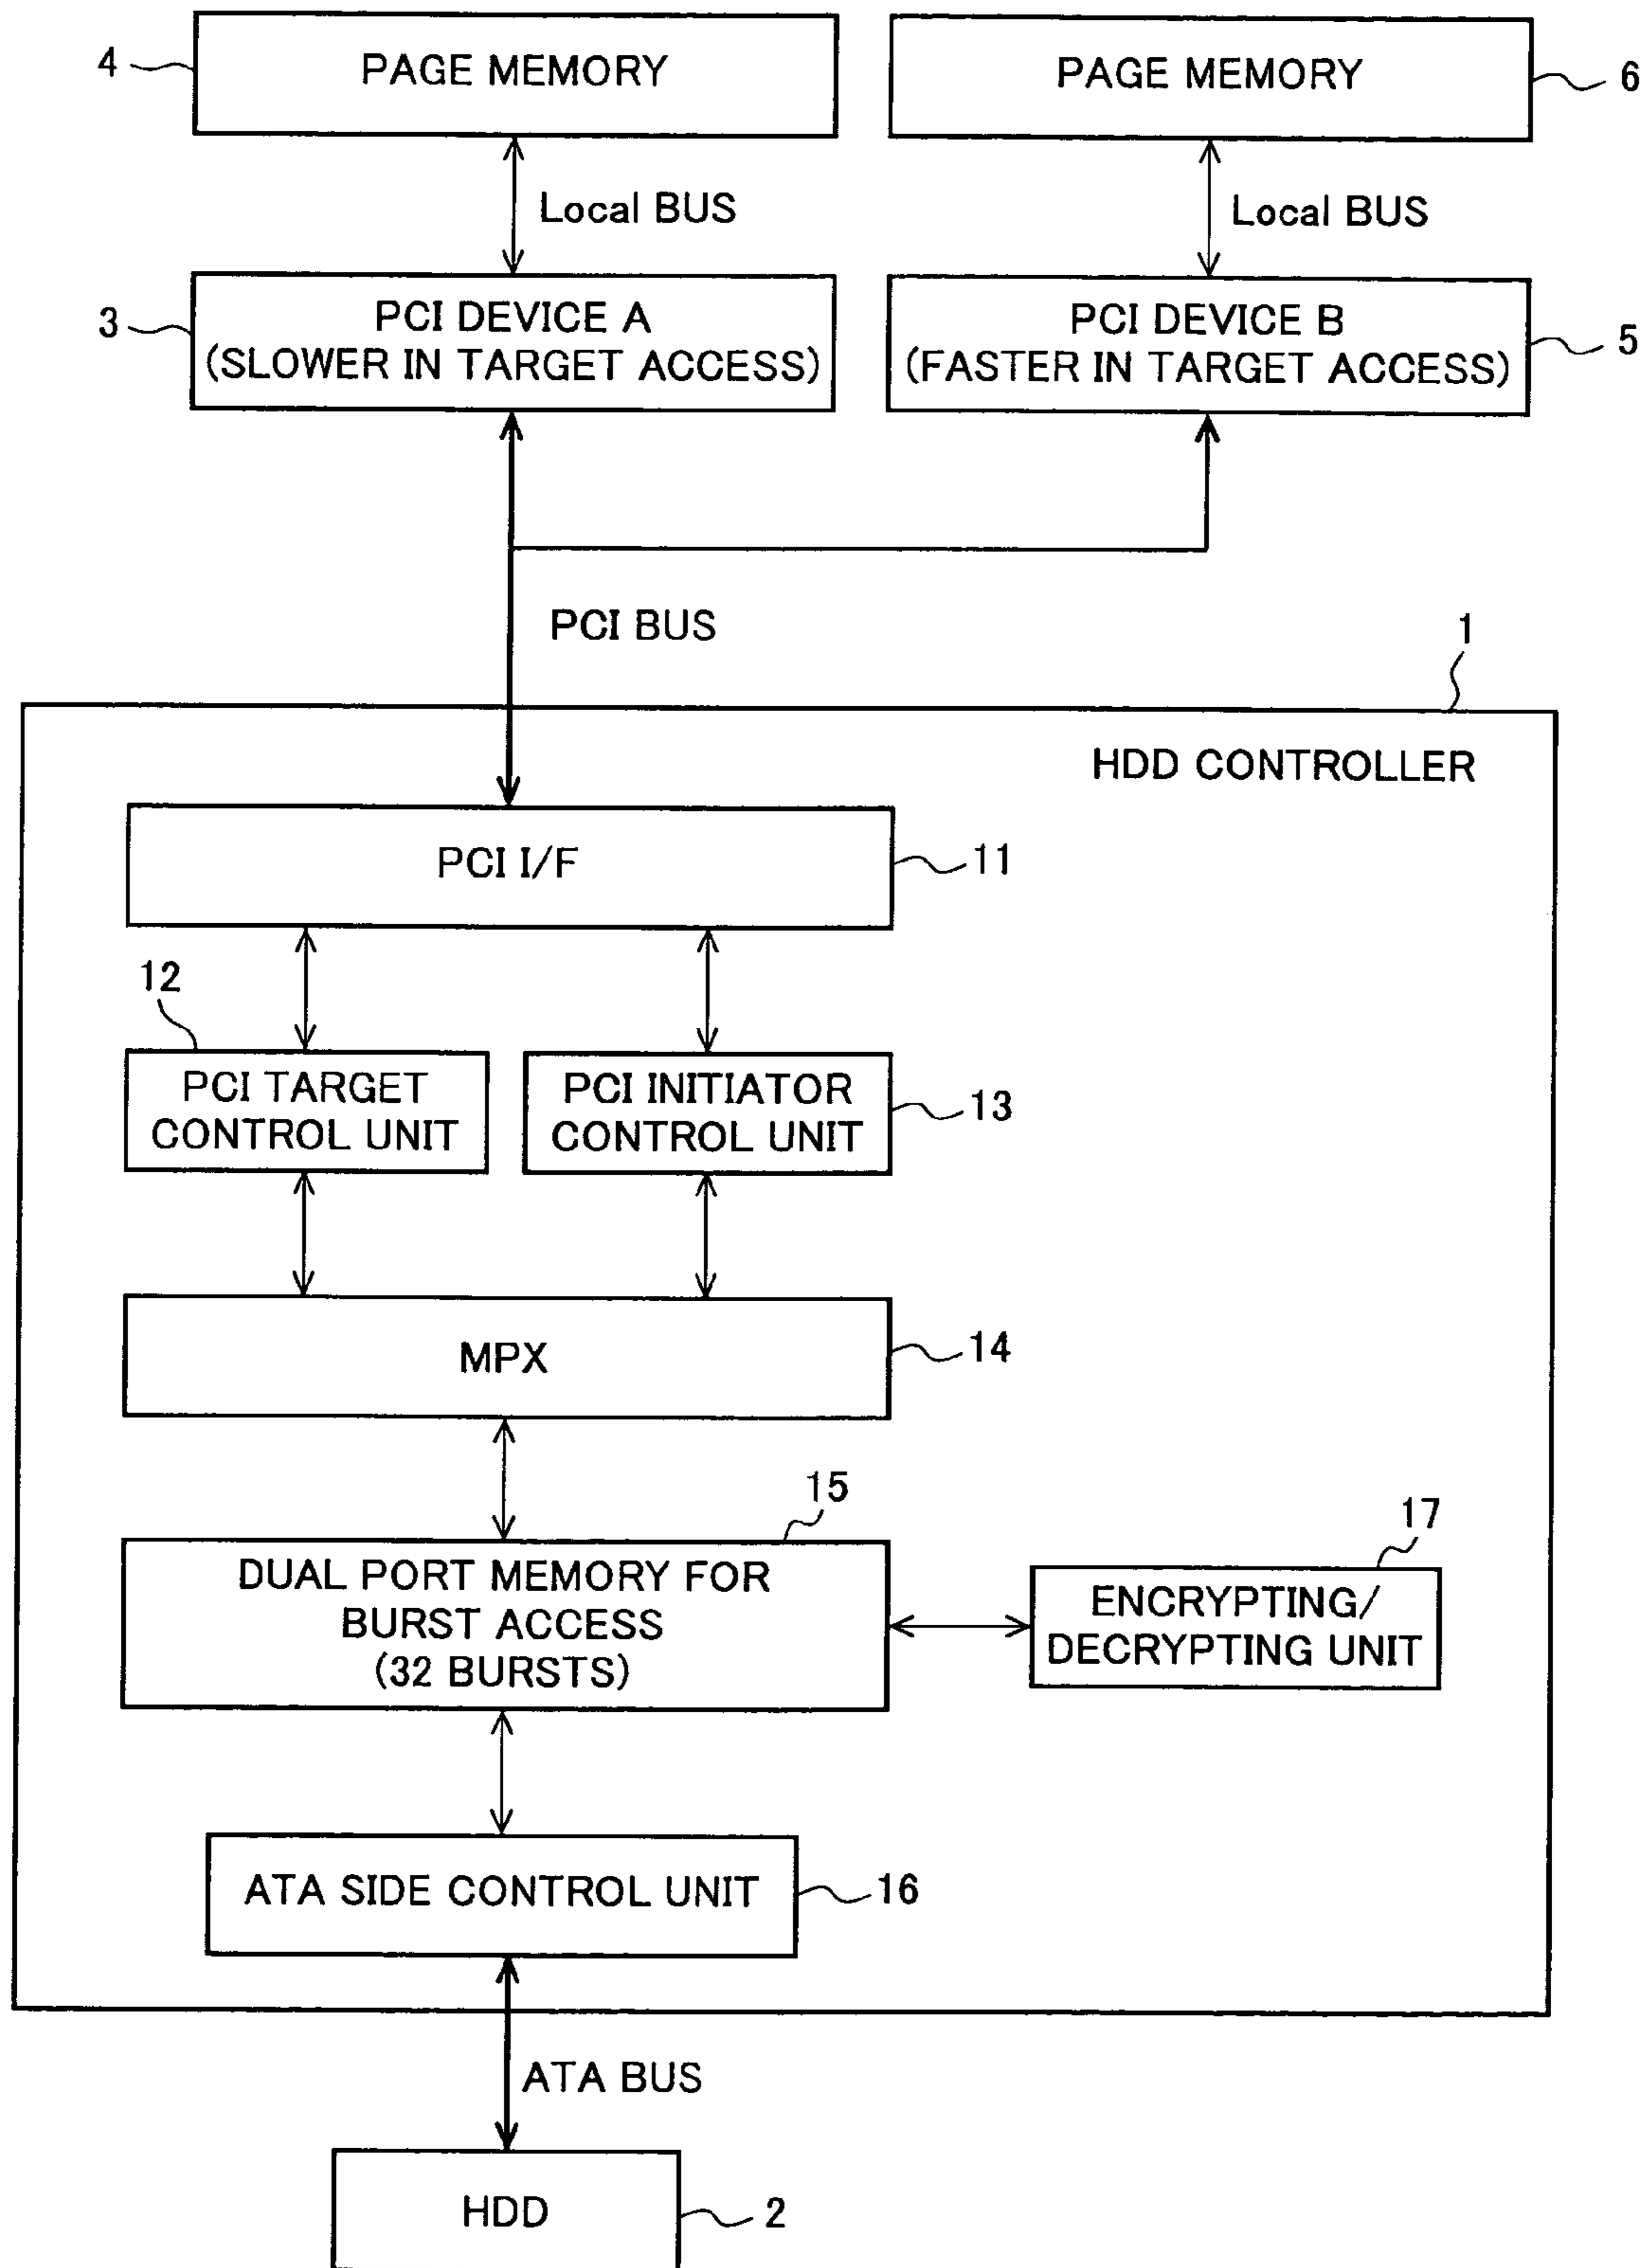 4
PAGE MEMORY
PAGE MEMORY
6
Local BUS
Local BUS
3
PCI DEVICE A
(SLOWER IN TARGET ACCESS)
PCI DEVICE B
(FASTER IN TARGET ACCESS)
5
PCI BUS
1
HDD CONTROLLER
PCI I/F
11
12
PCI TARGET
CONTROL UNIT
PCI INITIATOR
CONTROL UNIT
13
MPX
14
15
DUAL PORT MEMORY FOR
BURST ACCESS
(32 BURSTS)
17
ENCRYPTING/
DECRYPTING UNIT
ATA SIDE CONTROL UNIT
16
ATA BUS
HDD
2